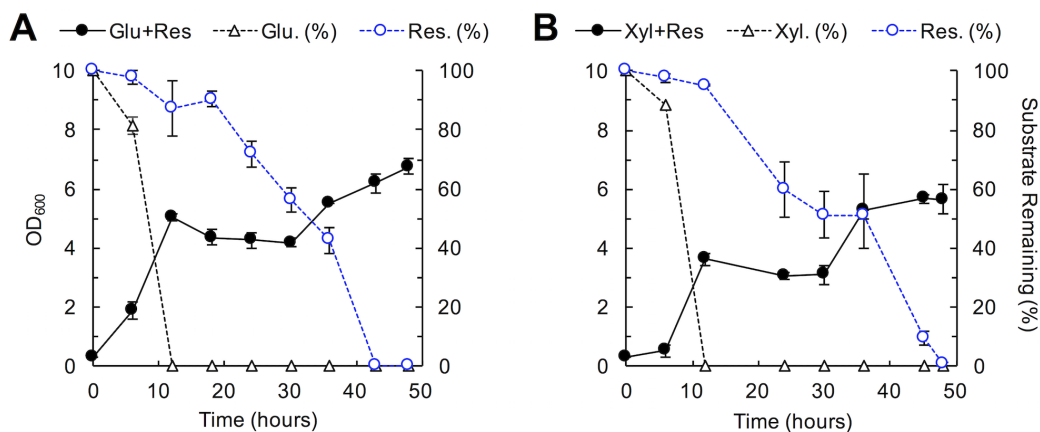 A Glu+Res Glu. (%) Res. (%)
10 100
8 80
6 60
4 40
2 20
0 0
0 10 20 30 40 50
OD600
Time (hours)
B Xyl+Res Xyl. (%) Res. (%)
10 100
8 80
6 60
4 40
2 20
0 0
0 10 20 30 40 50
Time (hours)
Substrate Remaining (%)